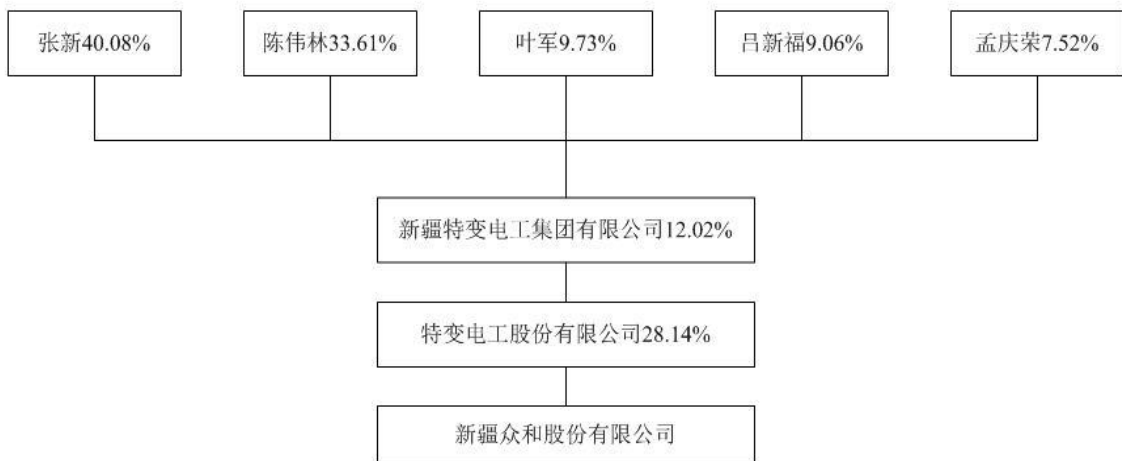 张新40.08%
陈伟林33.61%
叶军9.73%
吕新福9.06%
孟庆荣7.52%
新疆特变电工集团有限公司12.02%
特变电工股份有限公司28.14%
新疆众和股份有限公司